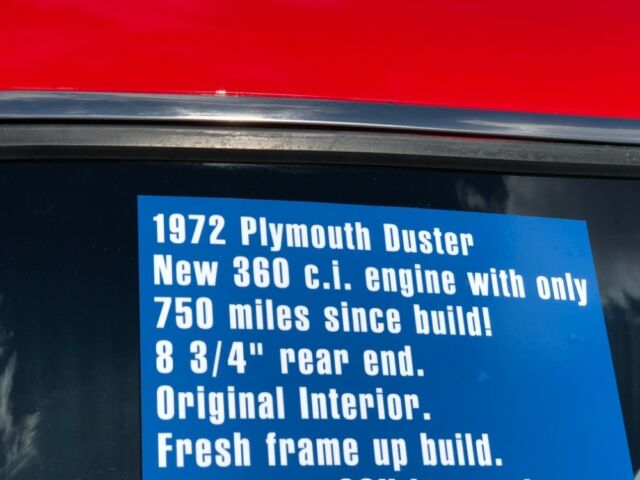 1972 Plymouth Duster
New 360 c.i. engine with only
750 miles since build!
8 3/4" rear end.
Original Interior.
Fresh frame up build.